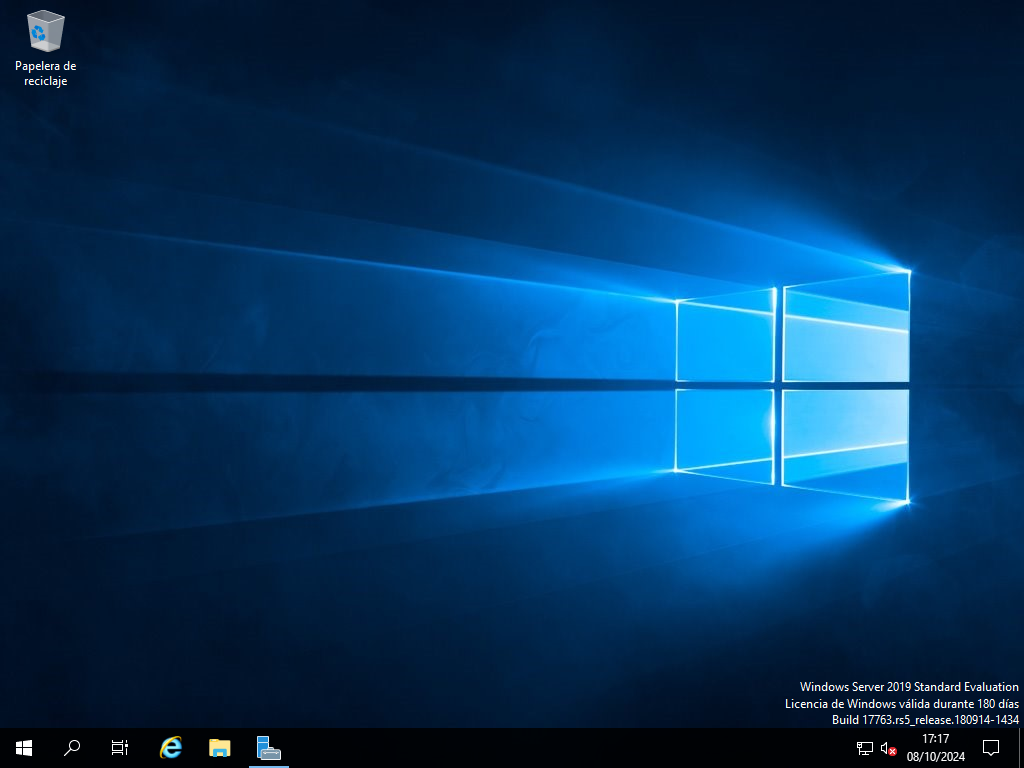 Papelera de
reciclaje
Windows Server 2019 Standard Evaluation
Licencia de Windows válida durante 180 días
Build 17763.rs5_release.180914-1434
17:17
08/10/2024